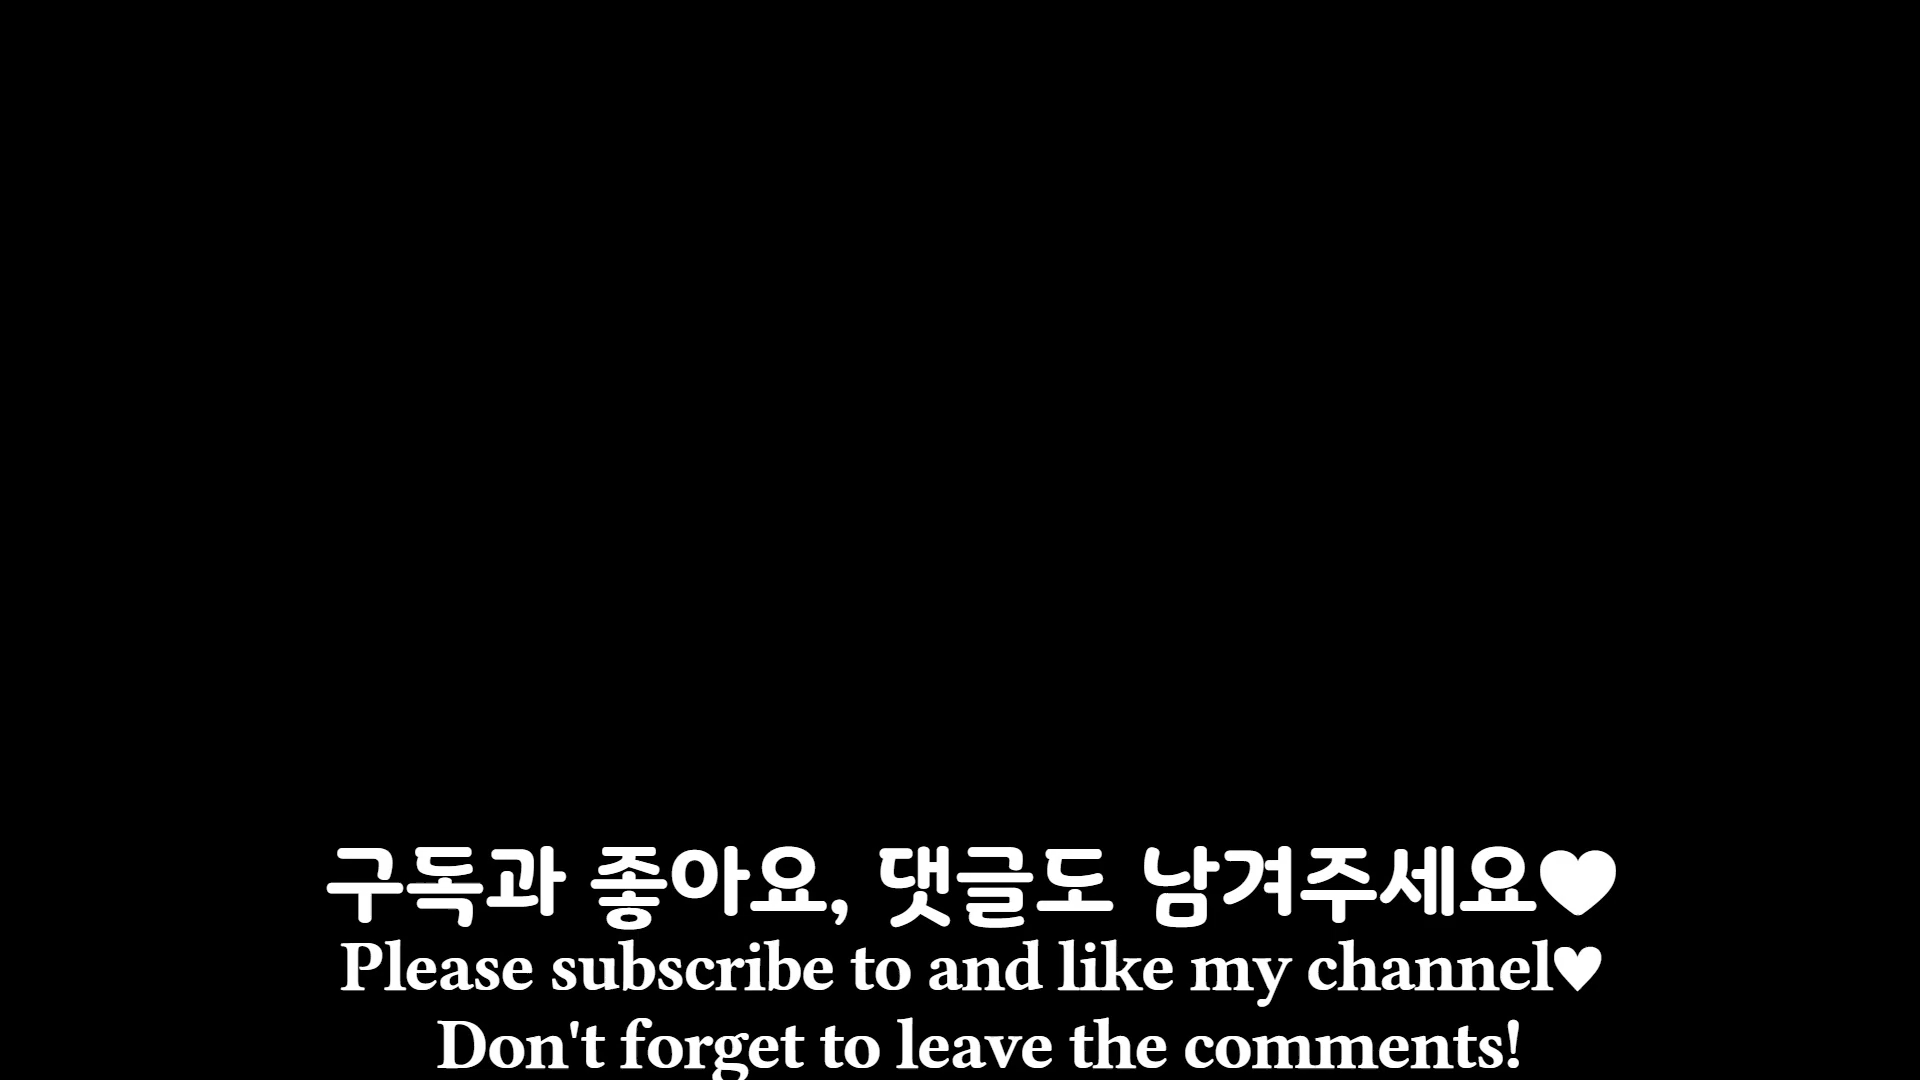 구독과 좋아요, 댓글도 남겨주세요♥
Please subscribe to and like my channel♥
Don't forget to leave the comments!